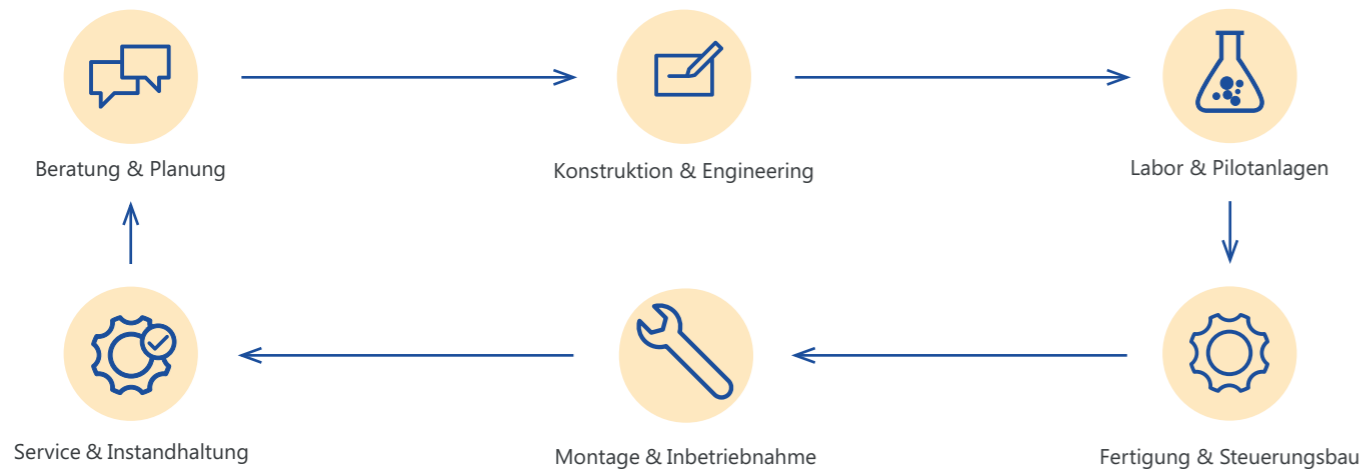 Beratung & Planung
Konstruktion & Engineering
Labor & Pilotanlagen
Service & Instandhaltung
Montage & Inbetriebnahme
Fertigung & Steuerungsbau